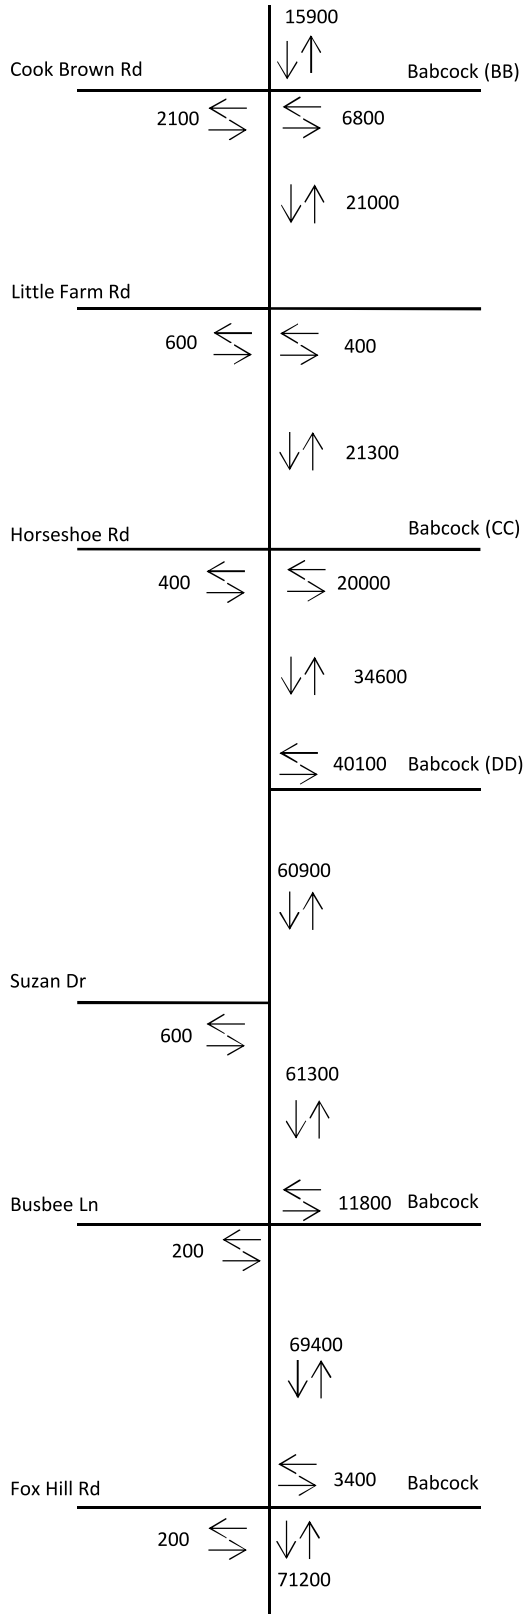 15900
Cook Brown Rd
Babcock (BB)
2100
6800
21000
Little Farm Rd
600
400
21300
Horseshoe Rd
Babcock (CC)
400
20000
34600
40100
Babcock (DD)
60900
Suzan Dr
600
61300
Busbee Ln
11800
Babcock
200
69400
Fox Hill Rd
3400
Babcock
200
71200